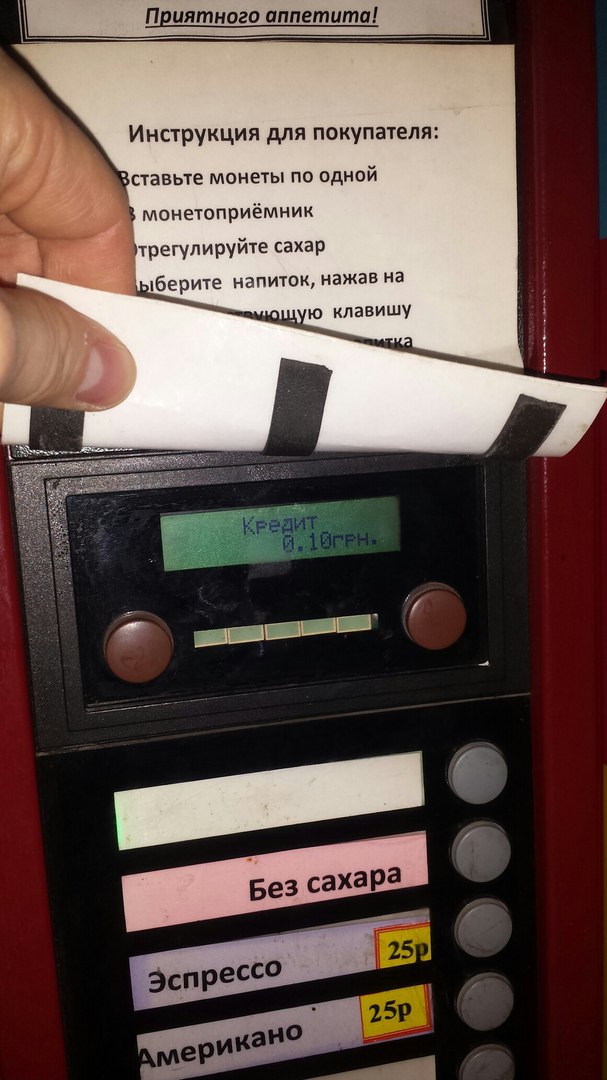 Приятного аппетита!
Инструкция для покупателя:
Вставьте монеты по одной
В монетоприёмник
Отрегулируйте сахар
напиток, нажав на
клавишу
Кредит
0.10грн.
Без сахара
Эспрессо 25р
Американо 25р